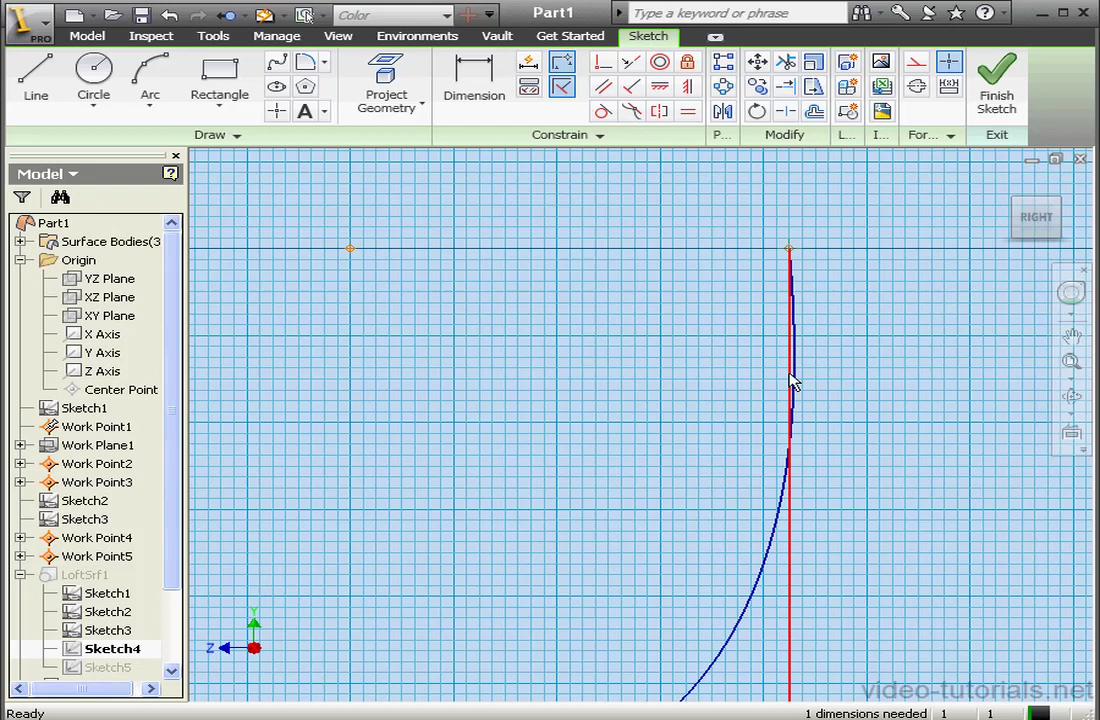 Color
Part1
Type a keyword or phrase
PRO
Model
Inspect
Tools
Manage
View
Environments
Vault
Get Started
Sketch
Line
Circle
Arc
Rectangle
A
Project
Geometry
Dimension
Finish
Sketch
Draw
Constrain
P...
Modify
L...
I...
For...
Exit
Model
Part1
Surface Bodies(3
Origin
YZ Plane
XZ Plane
XY Plane
X Axis
Y Axis
Z Axis
Center Point
Sketch1
Work Point1
Work Plane1
Work Point2
Work Point3
Sketch2
Sketch3
Work Point4
Work Point5
LoftSrf1
Sketch1
Sketch2
Sketch3
Sketch4
Sketch5
RIGHT
Y
Z
video-tutorials.net
Ready
1 dimensions needed
1
1